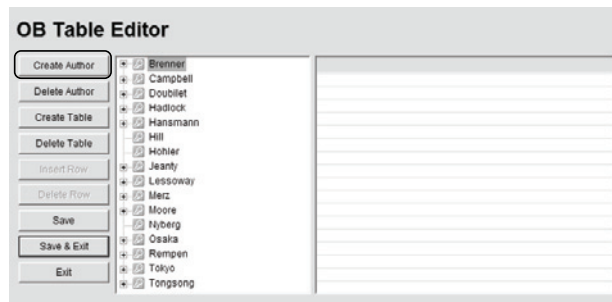 OB Table Editor
Create Author
Delete Author
Create Table
Delete Table
Insert Row
Delete Row
Save
Save & Exit
Exit
Brenner
Campbell
Doubilet
Hadlock
Hansmann
Hill
Hohler
Jeanty
Lessoway
Merz
Moore
Nyberg
Osaka
Rempen
Tokyo
Tongsong